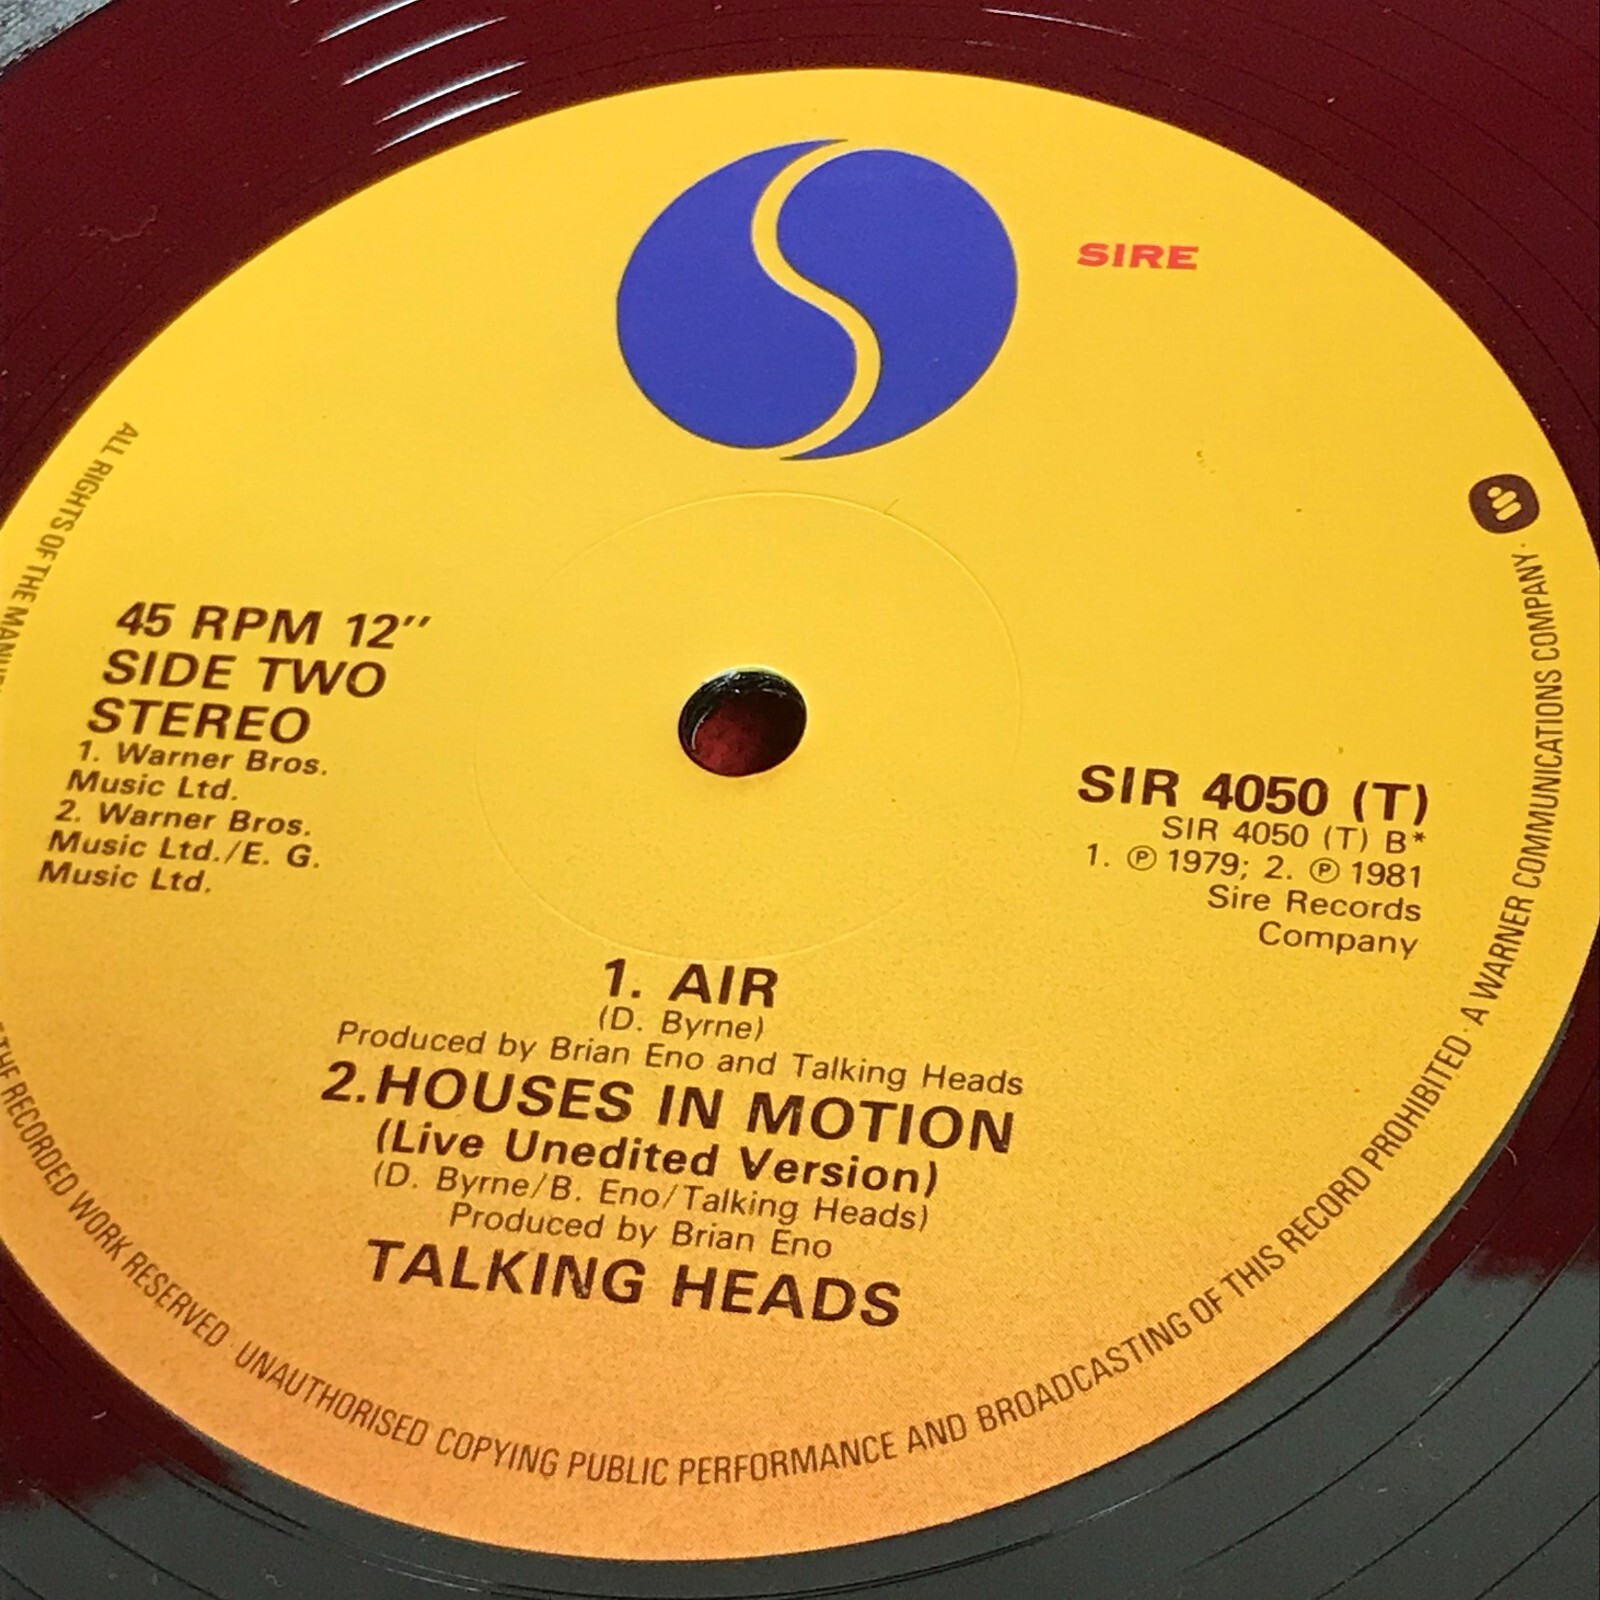 SIRE
45 RPM 12''
SIDE TWO
STEREO
1. Warner Bros.
Music Ltd.
2. Warner Bros.
Music Ltd./E. G.
Music Ltd.
SIR 4050 (T)
SIR 4050 (T) B*
1. ℗ 1979; 2. ℗ 1981
Sire Records
Company
1. AIR
(D. Byrne)
Produced by Brian Eno and Talking Heads
2. HOUSES IN MOTION
(Live Unedited Version)
(D. Byrne/B. Eno/Talking Heads)
Produced by Brian Eno
TALKING HEADS
ALL RIGHTS OF THE
THE RECORDED WORK RESERVED · UNAUTHORISED COPYING PUBLIC PERFORMANCE AND BROADCASTING OF THIS RECORD PROHIBITED · A WARNER COMMUNICATIONS COMPANY ·